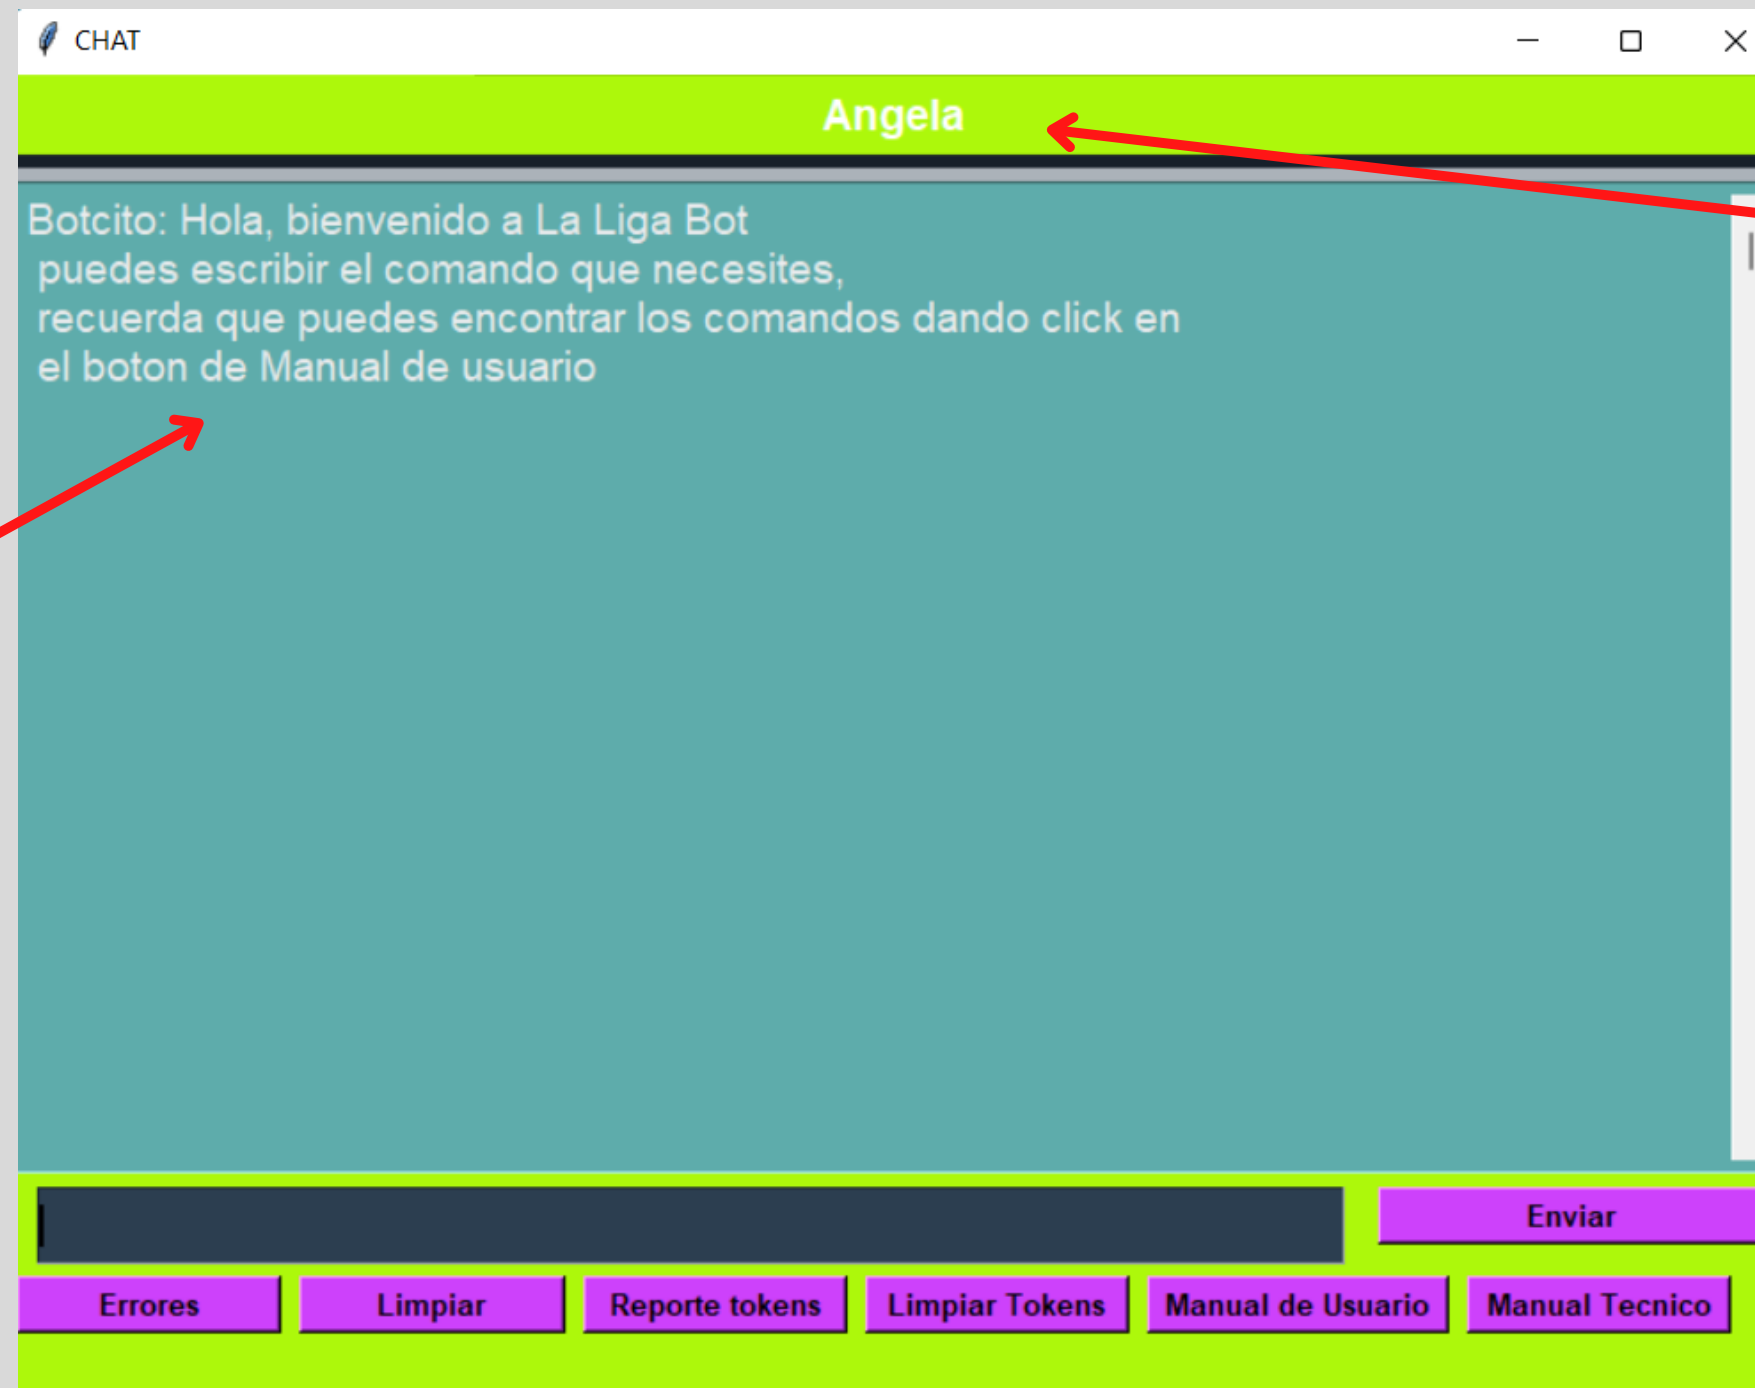 CHAT
Angela
Botcito: Hola, bienvenido a La Liga Bot
puedes escribir el comando que necesites,
recuerda que puedes encontrar los comandos dando click en
el boton de Manual de usuario
Enviar
Errores
Limpiar
Reporte tokens
Limpiar Tokens
Manual de Usuario
Manual Tecnico